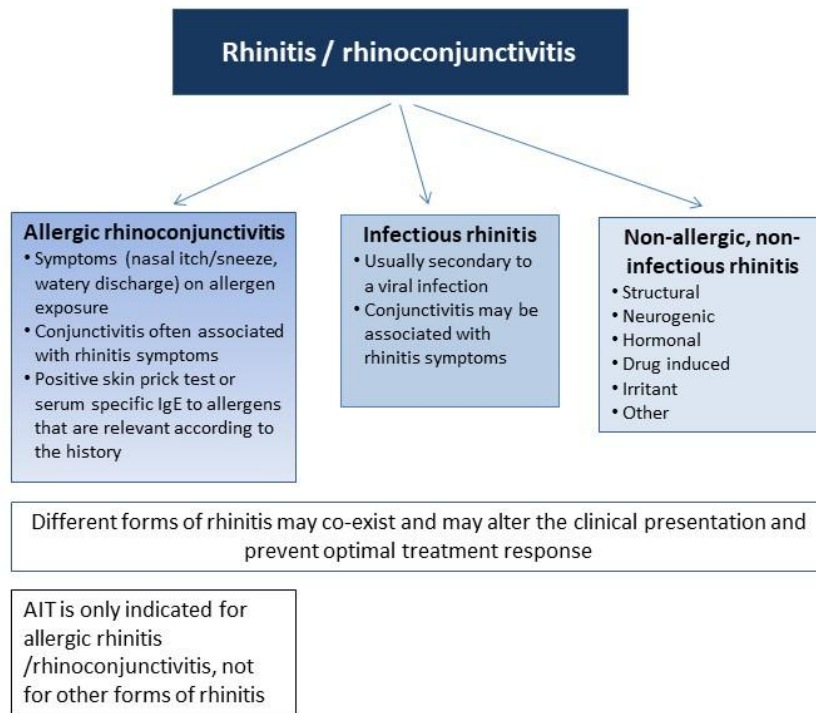 Rhinitis / rhinoconjunctivitis
Allergic rhinoconjunctivitis
• Symptoms (nasal itch/sneeze,
watery discharge) on allergen
exposure
• Conjunctivitis often associated
with rhinitis symptoms
• Positive skin prick test or
serum specific IgE to allergens
that are relevant according to
the history
Infectious rhinitis
• Usually secondary to
a viral infection
• Conjunctivitis may be
associated with
rhinitis symptoms
Non-allergic, non-
infectious rhinitis
• Structural
• Neurogenic
• Hormonal
• Drug induced
• Irritant
• Other
Different forms of rhinitis may co-exist and may alter the clinical presentation and
prevent optimal treatment response
AIT is only indicated for
allergic rhinitis
/rhinoconjunctivitis, not
for other forms of rhinitis